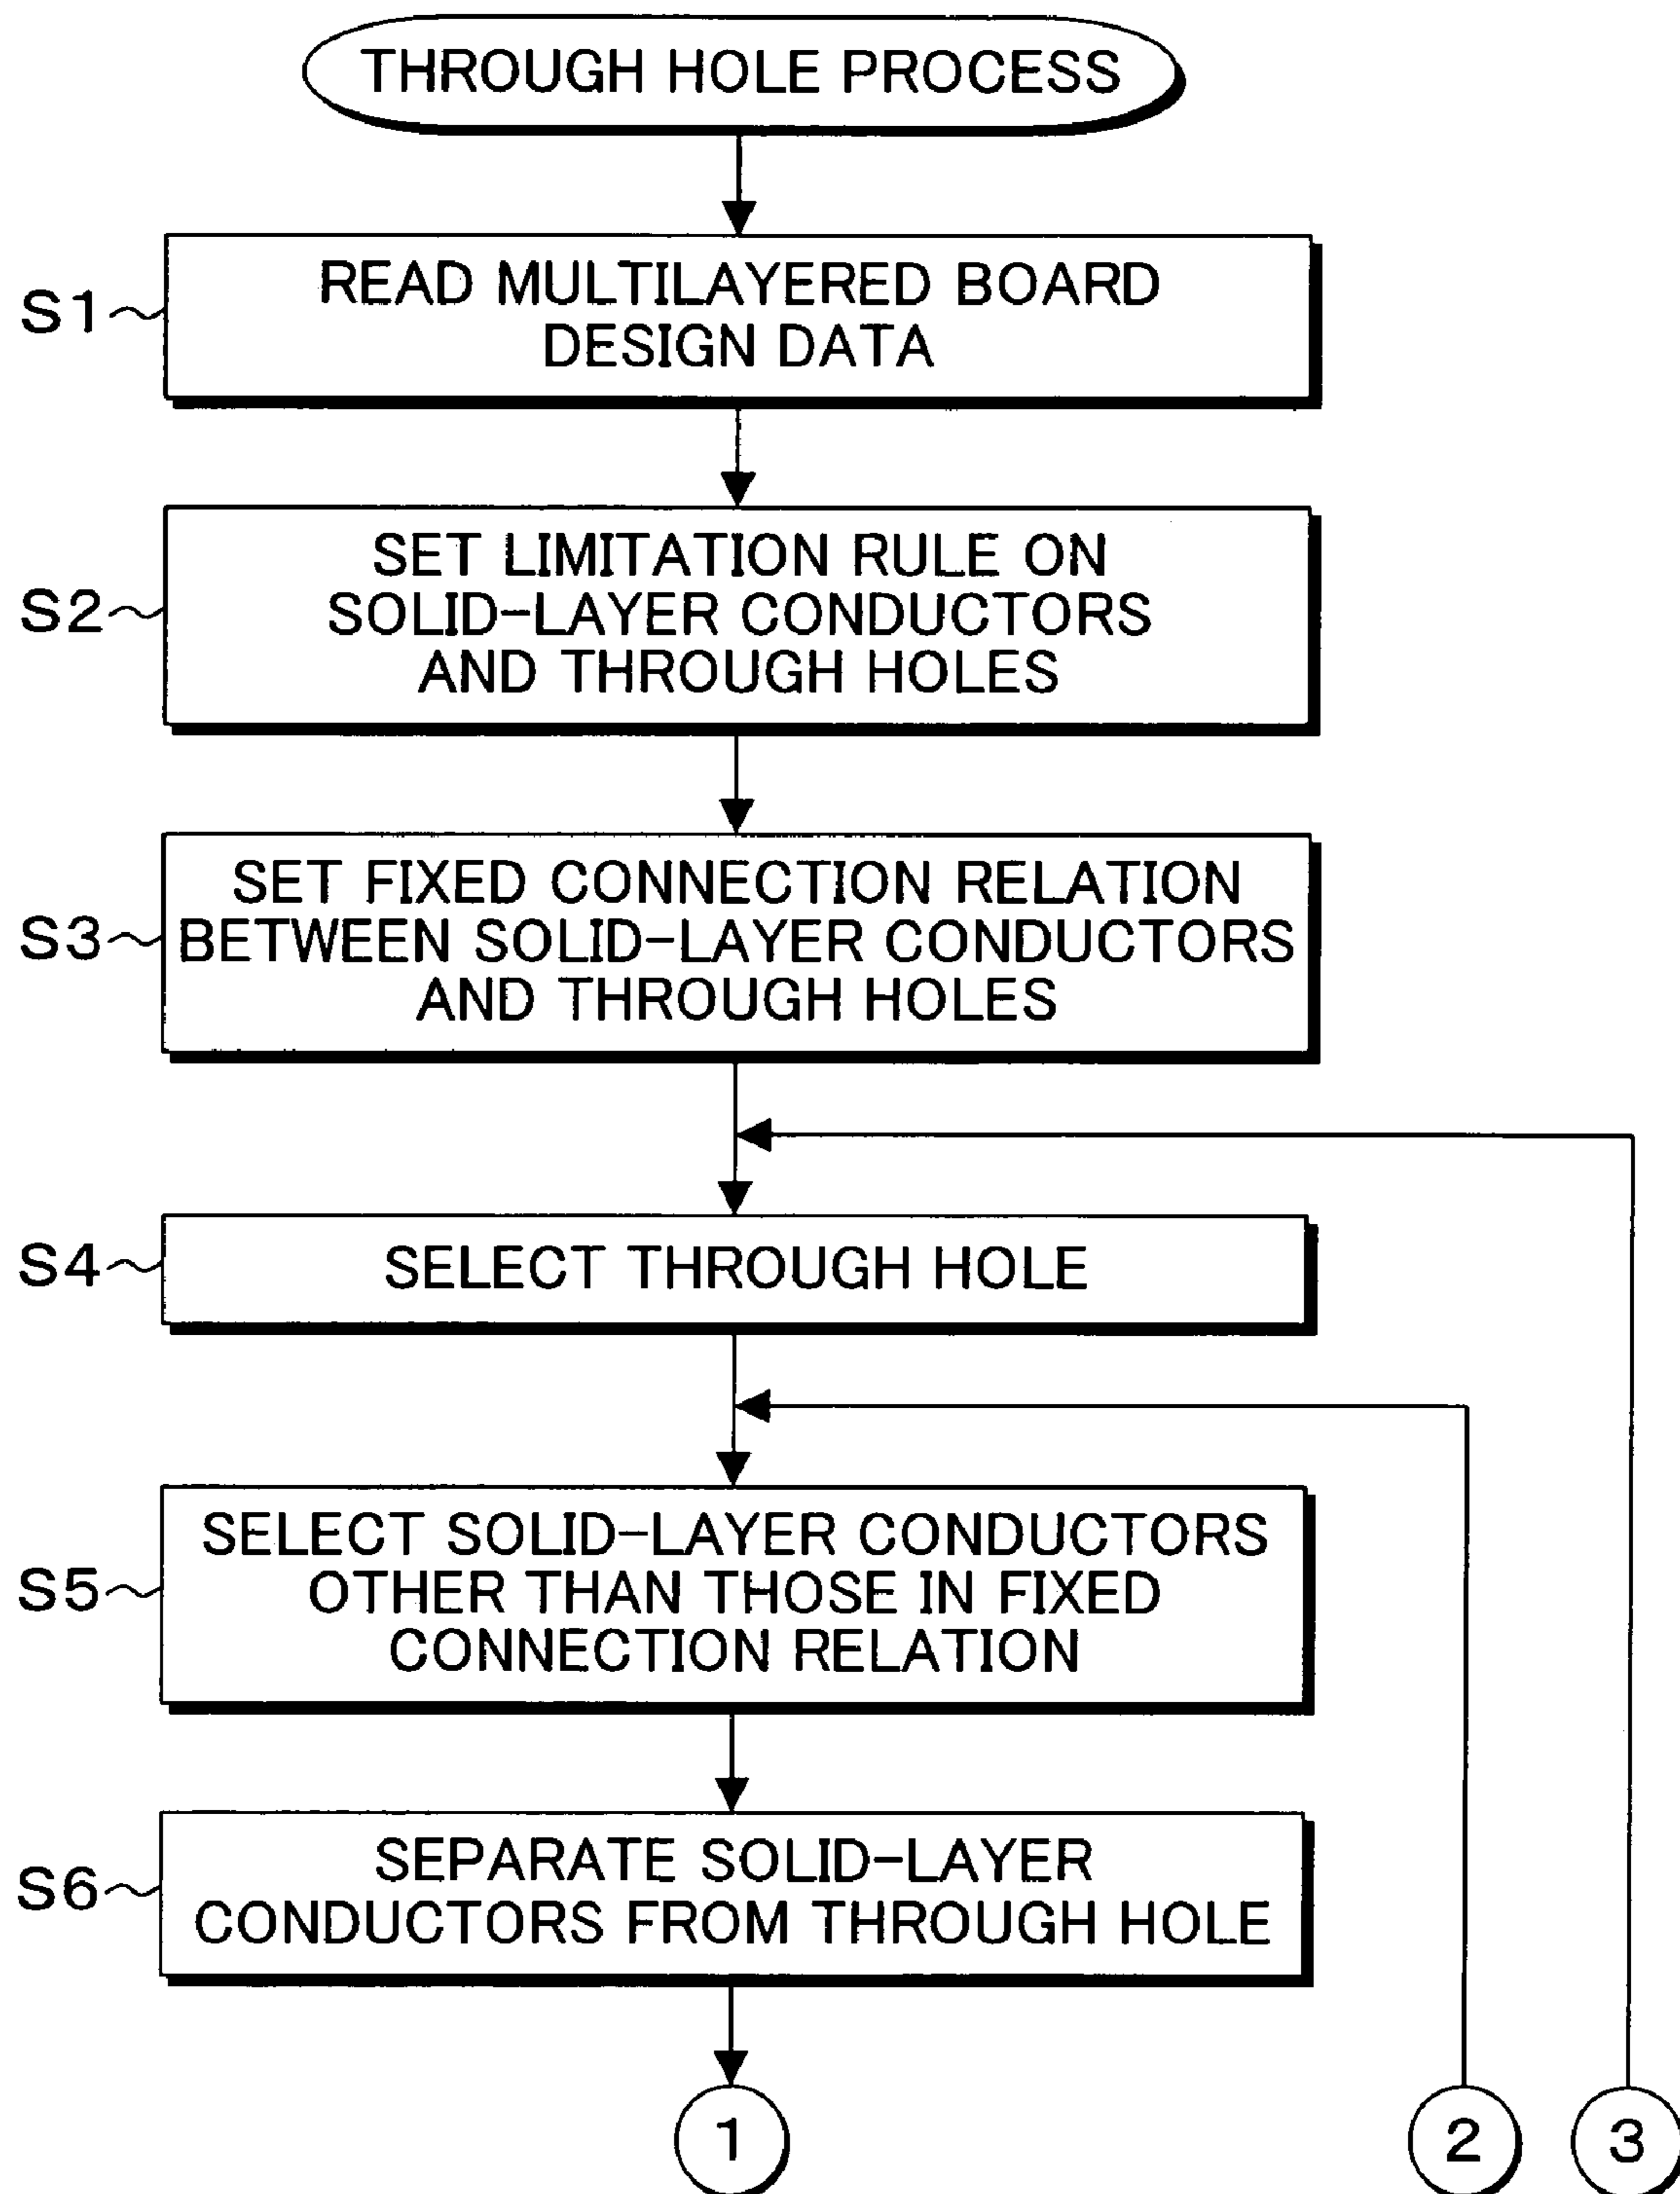 THROUGH HOLE PROCESS
S1
READ MULTILAYERED BOARD
DESIGN DATA
S2
SET LIMITATION RULE ON
SOLID-LAYER CONDUCTORS
AND THROUGH HOLES
S3
SET FIXED CONNECTION RELATION
BETWEEN SOLID-LAYER CONDUCTORS
AND THROUGH HOLES
S4
SELECT THROUGH HOLE
S5
SELECT SOLID-LAYER CONDUCTORS
OTHER THAN THOSE IN FIXED
CONNECTION RELATION
S6
SEPARATE SOLID-LAYER
CONDUCTORS FROM THROUGH HOLE
1
2
3